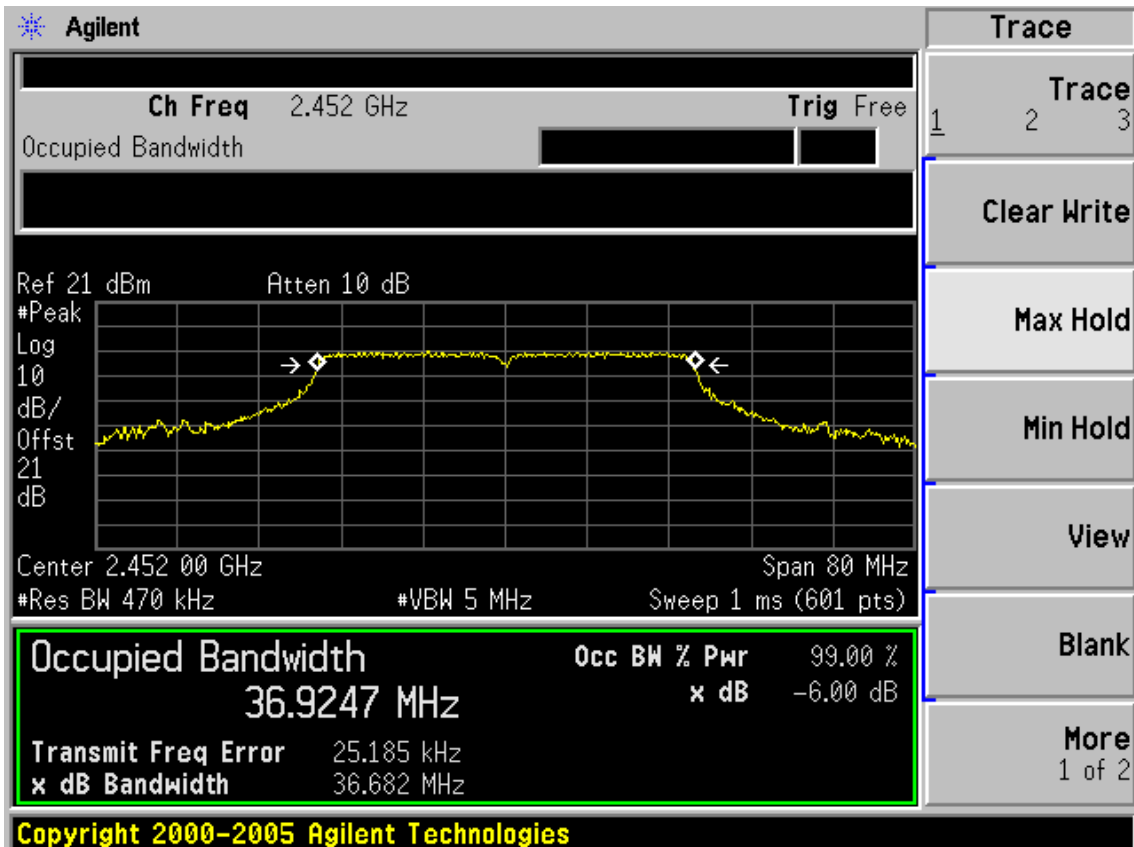 Agilent
Trace
Ch Freq 2.452 GHz Trig Free
Occupied Bandwidth
Trace
1 2 3
Clear Write
Max Hold
Min Hold
View
Blank
More
1 of 2
Ref 21 dBm Atten 10 dB
#Peak
Log
10
dB/
Offst
21
dB
Center 2.452 00 GHz Span 80 MHz
#Res BW 470 kHz #VBW 5 MHz Sweep 1 ms (601 pts)
Occupied Bandwidth
36.9247 MHz
Occ BW % Pwr 99.00 %
x dB -6.00 dB
Transmit Freq Error 25.185 kHz
x dB Bandwidth 36.682 MHz
Copyright 2000-2005 Agilent Technologies